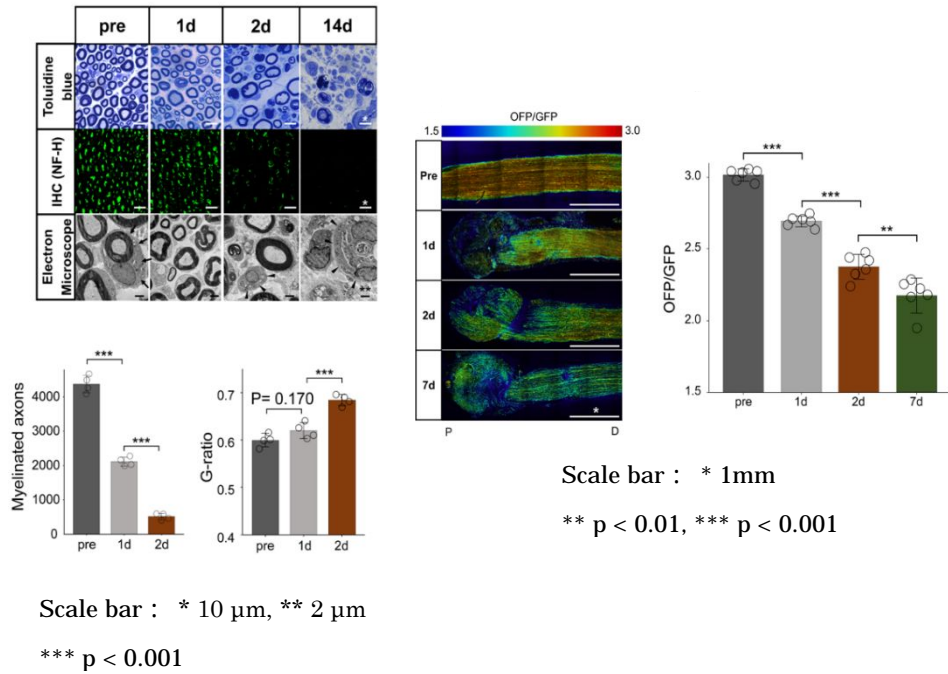 pre 1d 2d 14d
Toluidine
blue
*
IHC (NF-H)
*
Electron
Microscope
**
Myelinated axons
4000
3000
2000
1000
0
***
***
pre 1d 2d
G-ratio
0.7
0.6
0.5
0.4
P= 0.170
***
pre 1d 2d
Scale bar : * 10 µm, ** 2 µm
*** p < 0.001
OFP/GFP
1.5 3.0
Pre
1d
2d
7d
*
P D
OFP/GFP
3.0
2.5
2.0
1.5
***
***
**
pre 1d 2d 7d
Scale bar : * 1mm
** p < 0.01, *** p < 0.001